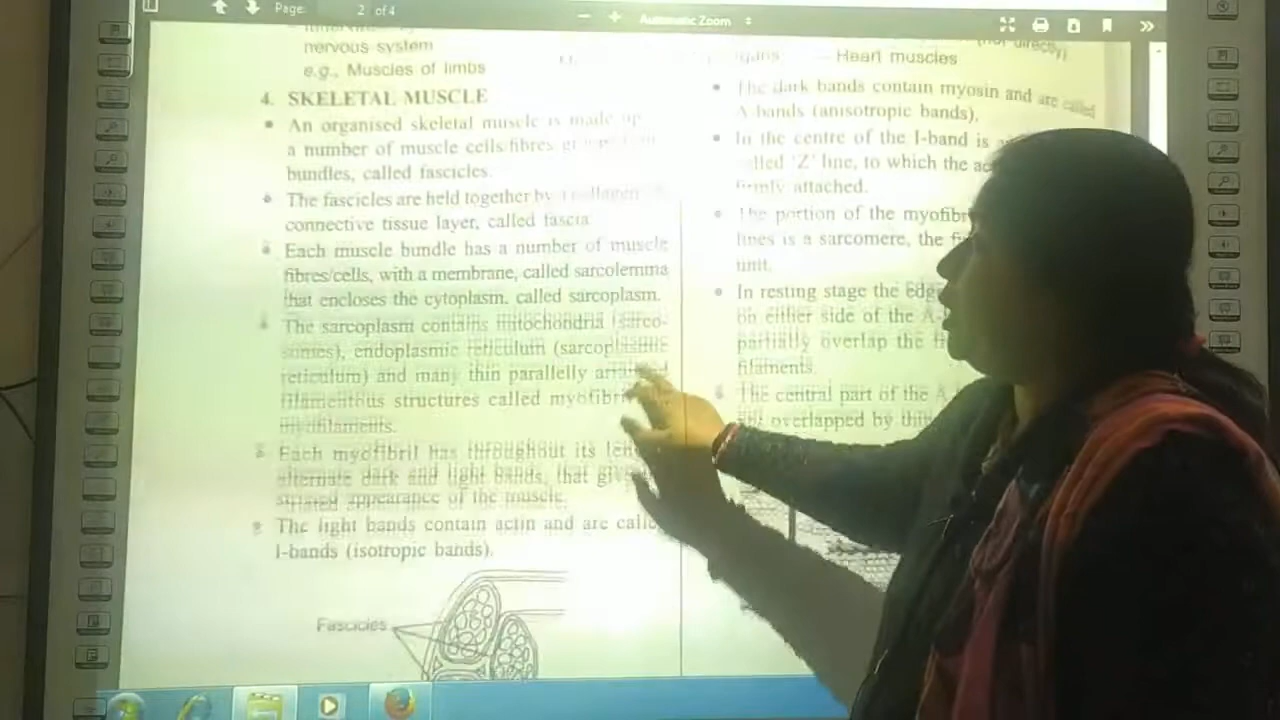 Page: 2 of 4
Automatic Zoom
nervous system
e.g., Muscles of limbs
4. SKELETAL MUSCLE
An organised skeletal muscle is made up
a number of muscle cells/fibres
bundles, called fascicles.
The fascicles are held together by collagen
connective tissue layer, called fascia
Each muscle bundle has a number of muscle
fibres/cells, with a membrane, called sarcolemma
that encloses the cytoplasm. called sarcoplasm.
The sarcoplasm contains mitochondria (sarco-
somes), endoplasmic reticulum (sarcoplasmic
reticulum) and many thin parallelly arranged
filamentous structures called
myofilaments.
Each myofibril has throughout its
alternate dark and light bands, that
striated appearance of the muscle.
The light bands contain actin and are
I-bands (isotropic bands).
Fascicles
directly)
Heart muscles
The dark bands contain myosin and are called
A-bands (anisotropic bands).
In the centre of the I-band is
'Z' line, to which the
firmly attached.
The portion of the
lines is a sarcomere, the
unit.
In resting stage the
on either side of the
partially overlap the
filaments.
The central part of the A
overlapped by